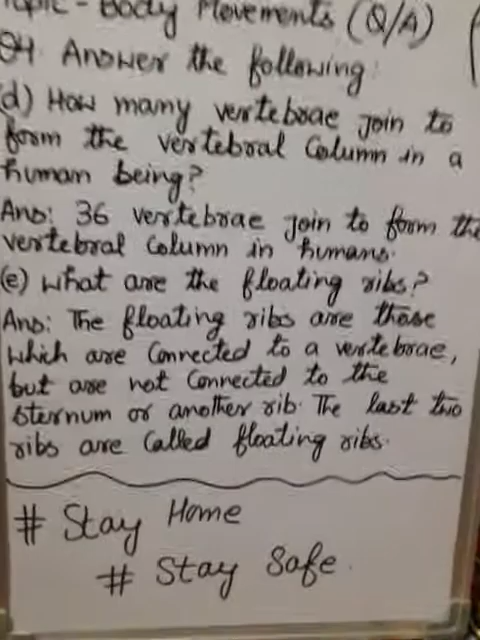 Topic - Body Movements (Q/A)
Q4. Answer the following:
(d) How many vertebrae join to
form the vertebral Column in a
human being?
Ans: 36 vertebrae join to form the
vertebral Column in humans.
(e) What are the floating ribs?
Ans: The floating ribs are those
which are Connected to a vertebrae,
but are not Connected to the
sternum or another rib. The last two
ribs are Called floating ribs.
# Stay Home
# Stay Safe.